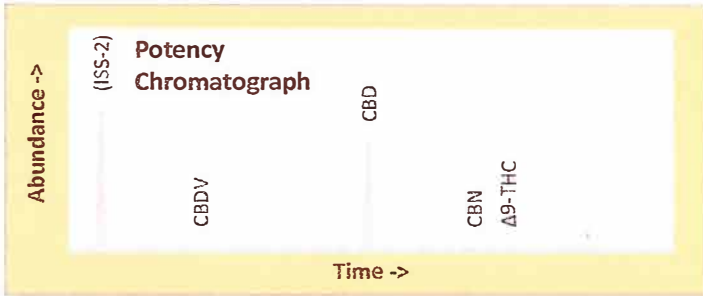 Potency
Chromatograph
Abundance ->
(ISS-2)
CBDV
CBD
CBN
Δ9-THC
Time ->